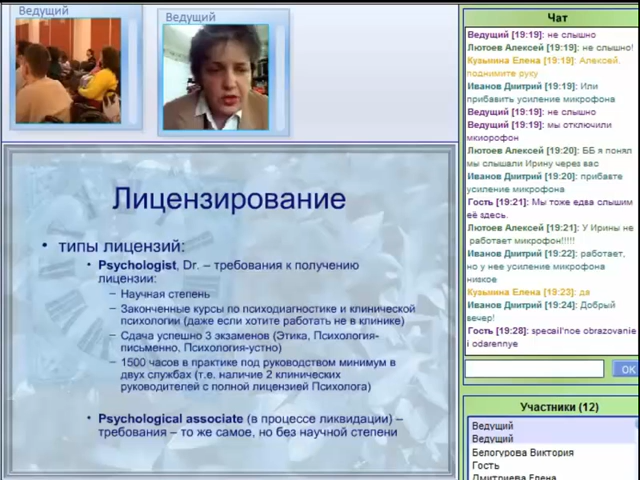 Ведущий
Ведущий
Лицензирование
• типы лицензий:
• Psychologist, Dr. – требования к получению
лицензии:
– Научная степень
– Законченные курсы по психодиагностике и клинической
психологии (даже если хотите работать не в клинике)
– Сдача успешно 3 экзаменов (Этика, Психология-
письменно, Психология-устно)
– 1500 часов в практике под руководством минимум в
двух службах (т.е. наличие 2 клинических
руководителей с полной лицензией Психолога)
• Psychological associate (в процессе ликвидации) –
требования – то же самое, но без научной степени
Чат
Ведущий [19:19]: не слышно
Лютоев Алексей [19:19]: не слышно!
Кузьмина Елена [19:19]: Алексей,
поднимите руку
Иванов Дмитрий [19:19]: Или
прибавить усиление микрофона
Ведущий [19:19]: не слышно
Ведущий [19:19]: мы отключили
мкиорофон
Лютоев Алексей [19:20]: ББ я понял
мы слышали Ирину через вас
Иванов Дмитрий [19:20]: прибавте
усиление микрофона
Гость [19:21]: Мы тоже едва слышим
её здесь.
Лютоев Алексей [19:21]: У Ирины не
работает микрофон!!!!!
Иванов Дмитрий [19:22]: работает,
но у нее усиление микрофона
низкое
Кузьмина Елена [19:23]: да
Иванов Дмитрий [19:24]: Добрый
вечер!
Гость [19:28]: specail'noe obrazovanie
i odarennye
OK
Участники (12)
Ведущий
Ведущий
Белогурова Виктория
Гость
Дмитриева Елена